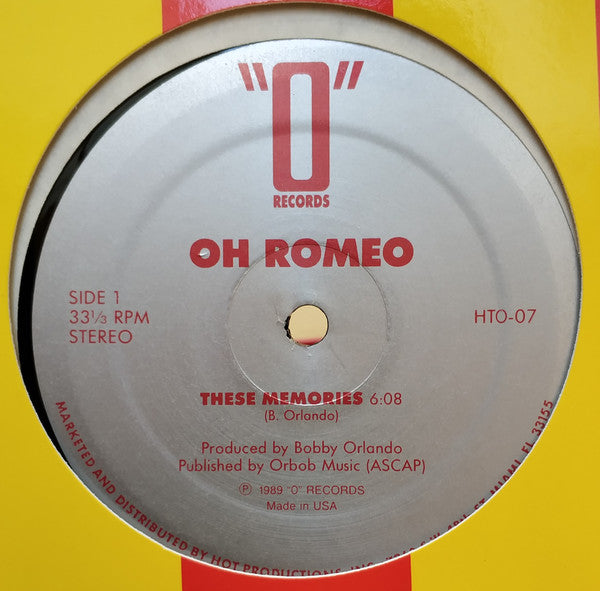 "O"
RECORDS
OH ROMEO
SIDE 1
33⅓ RPM
STEREO
HTO-07
THESE MEMORIES 6:08
(B. Orlando)
Produced by Bobby Orlando
Published by Orbob Music (ASCAP)
Ⓟ 1989 "O" RECORDS
Made in USA
MARKETED AND DISTRIBUTED BY HOT PRODUCTIONS, INC. ST. MIAMI, FL 33155